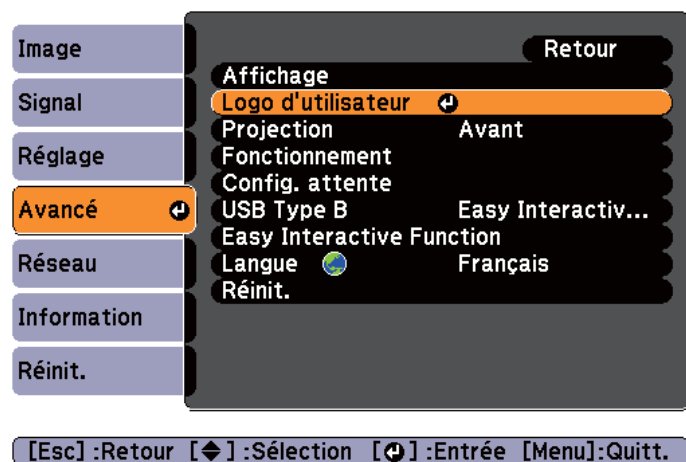 Image
Signal
Réglage
Avancé
Réseau
Information
Réinit.
Retour
Affichage
Logo d'utilisateur
Projection Avant
Fonctionnement
Config. attente
USB Type B Easy Interactiv...
Easy Interactive Function
Langue Français
Réinit.
[Esc] :Retour [◆] :Sélection [⏎] :Entrée [Menu]:Quitt.